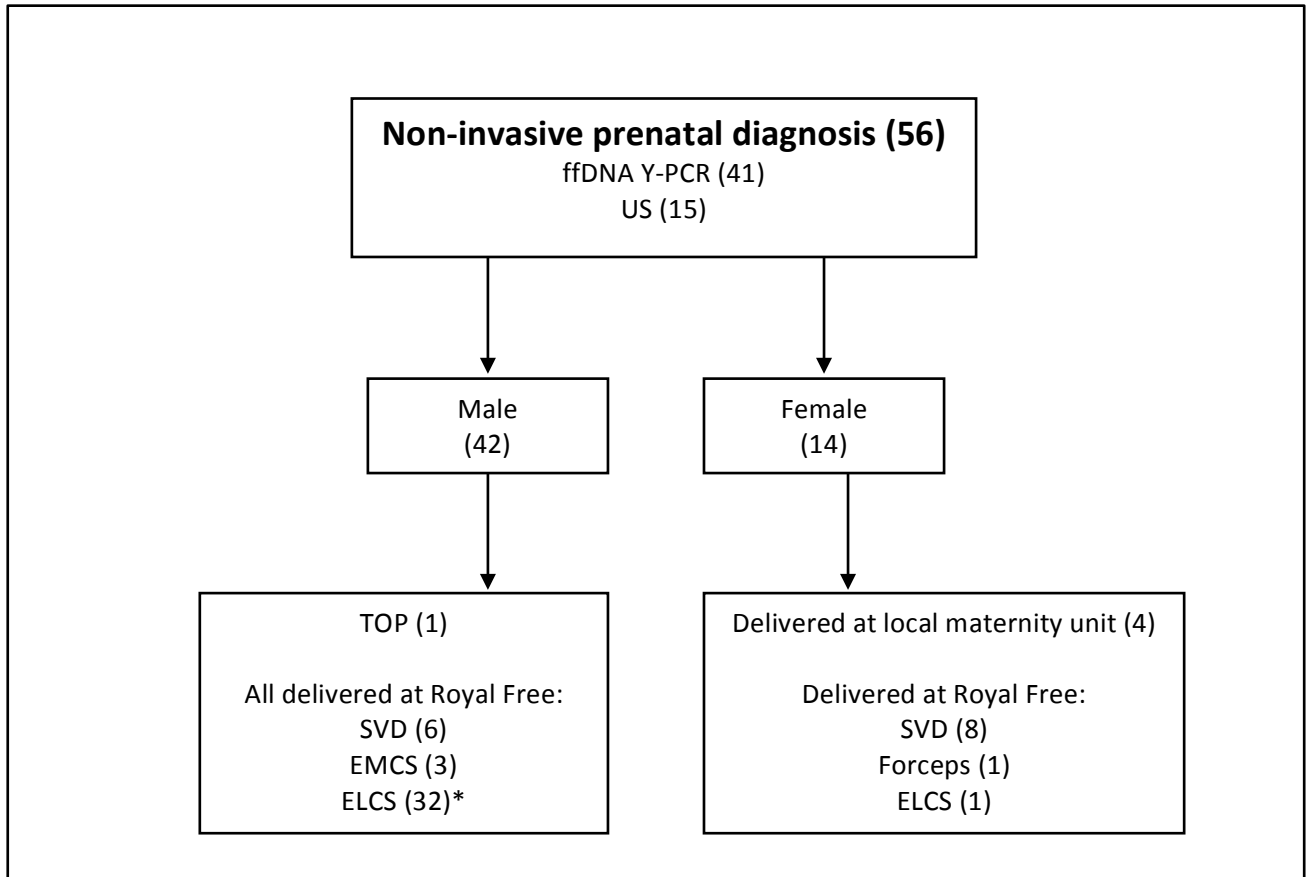 Non-invasive prenatal diagnosis (56)
ffDNA Y-PCR (41)
US (15)
Male
(42)
Female
(14)
TOP (1)
All delivered at Royal Free:
SVD (6)
EMCS (3)
ELCS (32)*
Delivered at local maternity unit (4)
Delivered at Royal Free:
SVD (8)
Forceps (1)
ELCS (1)